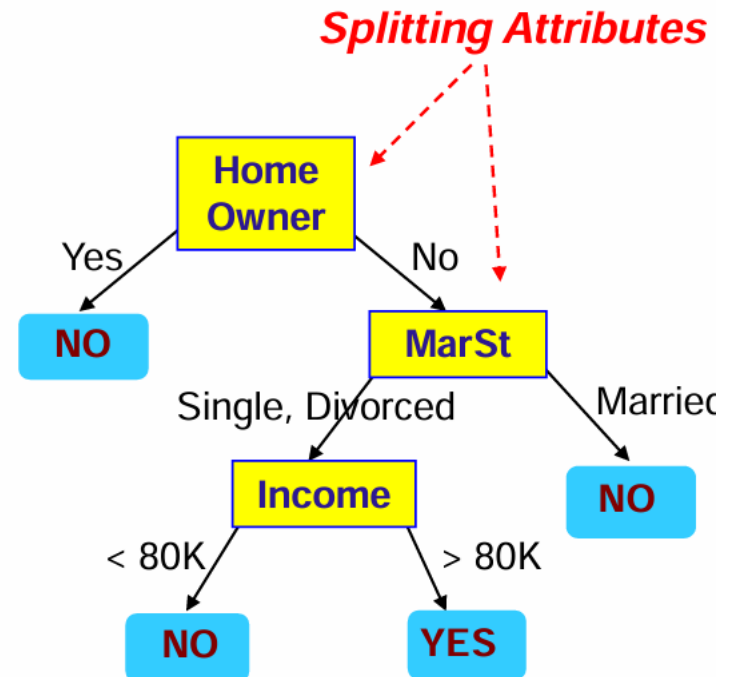 Splitting Attributes
Home
Owner
Yes
No
NO
MarSt
Single, Divorced
Married
Income
NO
< 80K
> 80K
NO
YES